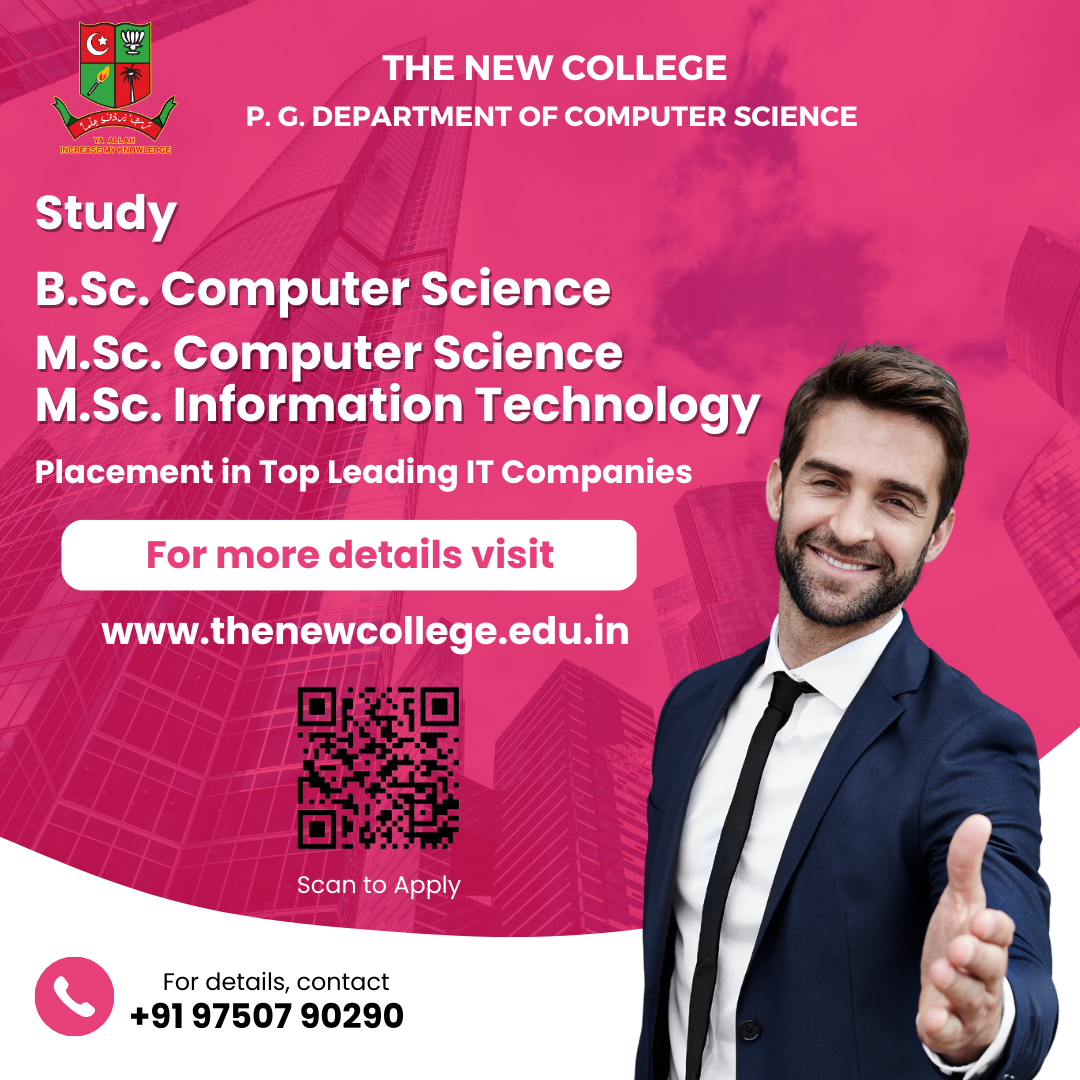 THE NEW COLLEGE
P. G. DEPARTMENT OF COMPUTER SCIENCE
YA ALLAH
INCREASE MY KNOWLEDGE
Study
B.Sc. Computer Science
M.Sc. Computer Science
M.Sc. Information Technology
Placement in Top Leading IT Companies
For more details visit
www.thenewcollege.edu.in
Scan to Apply
For details, contact
+91 97507 90290